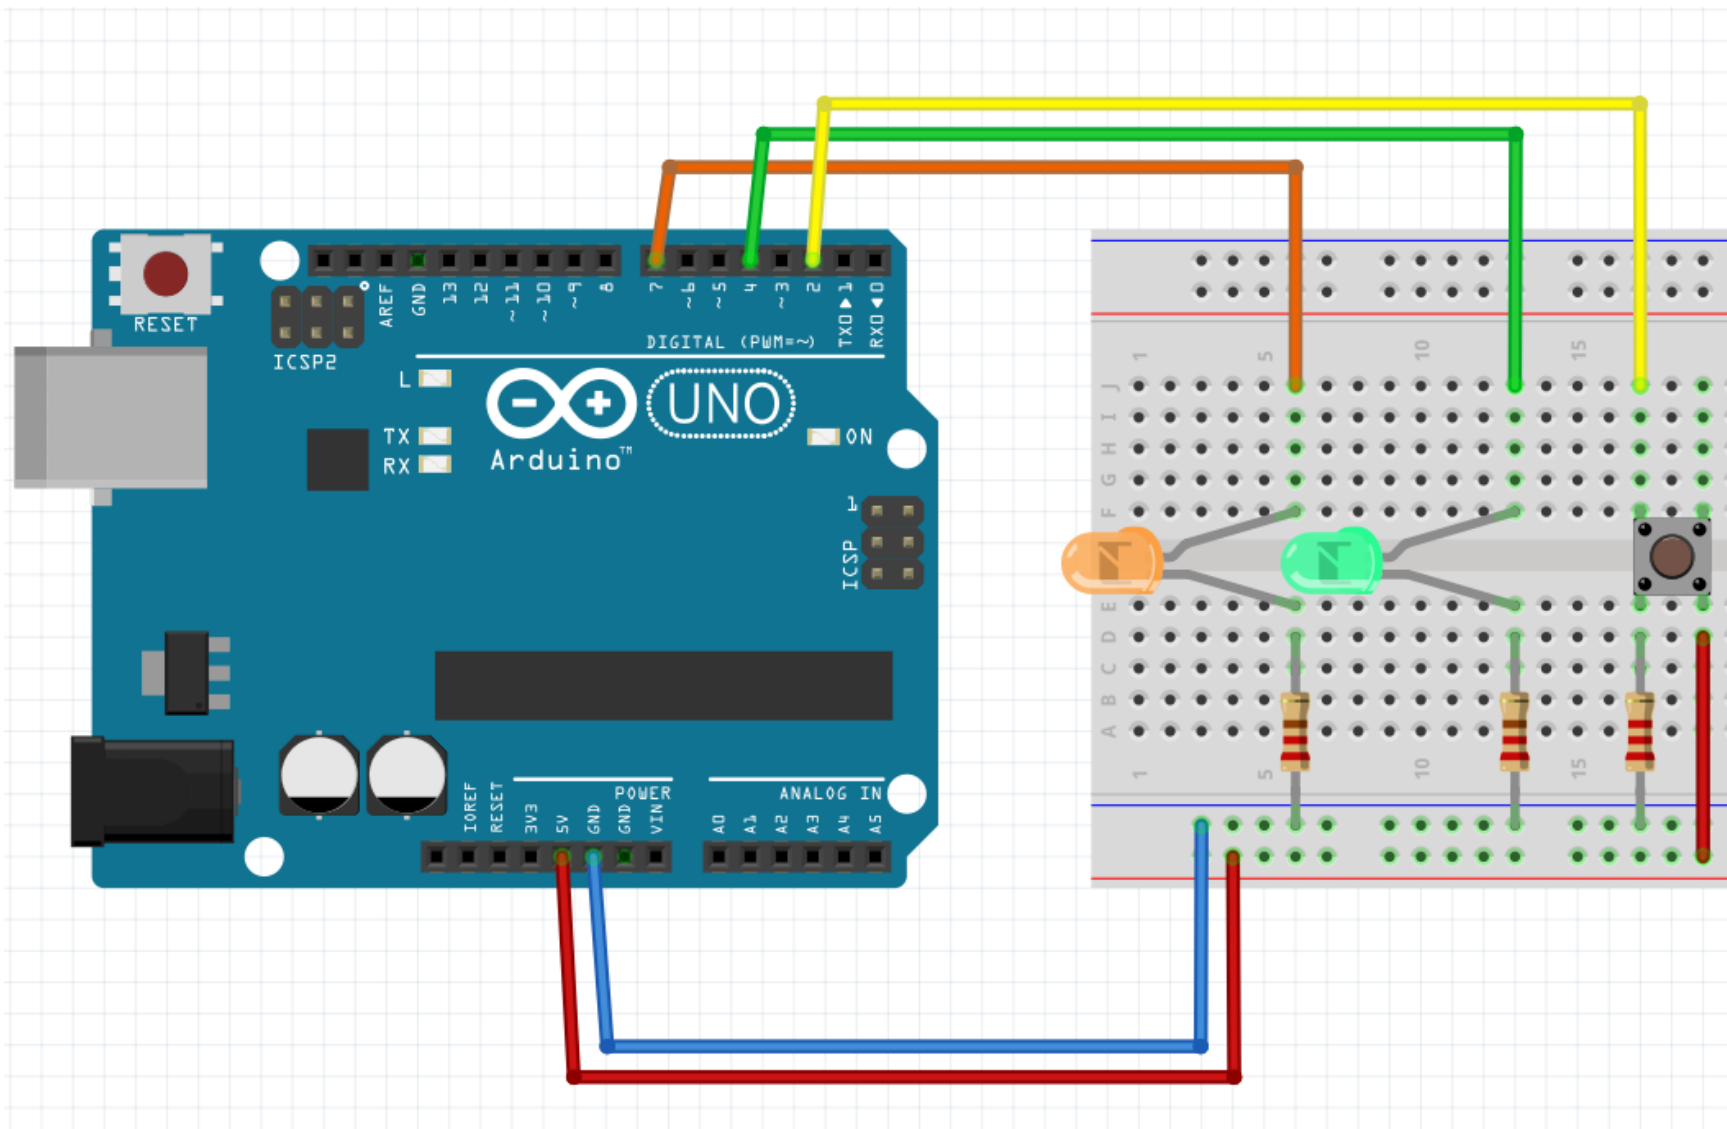 RESET
ICSP2
AREF
GND
13
12
~11
~10
~9
8
7
~6
~5
4
~3
2
TX0▶1
RX0◀0
DIGITAL (PWM=~)
L
TX
RX
UNO
Arduino™
ON
1
ICSP
IOREF
RESET
3V3
5V
GND
GND
VIN
POWER
ANALOG IN
A0
A1
A2
A3
A4
A5
1
5
10
15
J
I
H
G
F
E
D
C
B
A
1
5
10
15